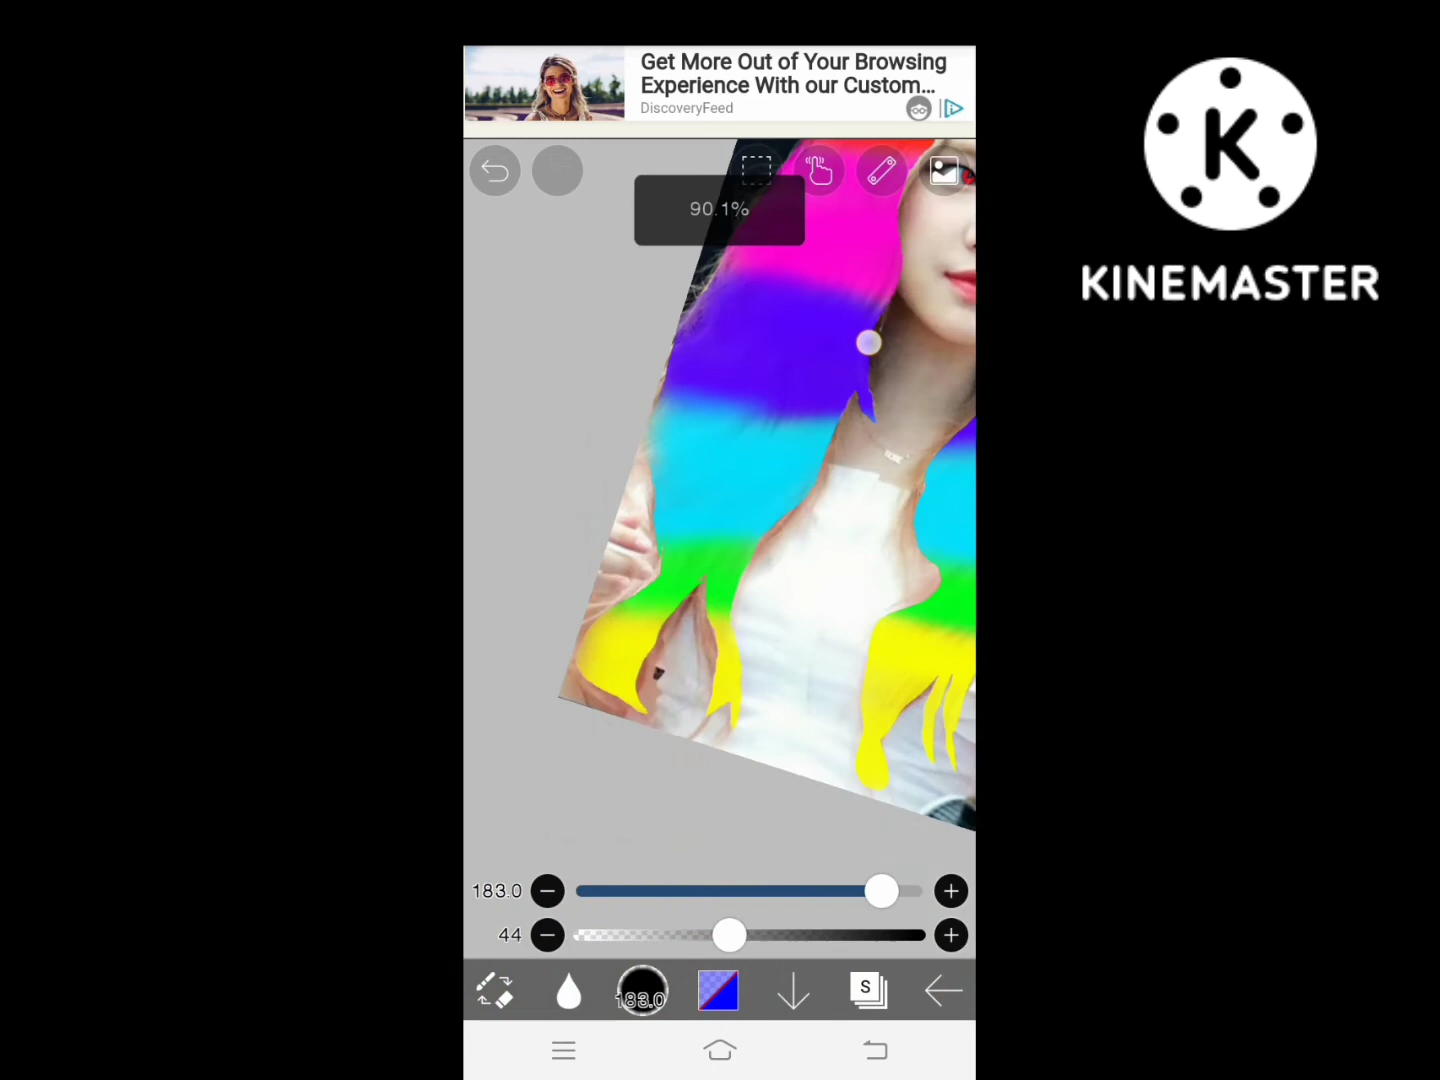 Get More Out of Your Browsing
Experience With our Custom...
DiscoveryFeed
90.1%
KINEMASTER
183.0
44
183.0
S